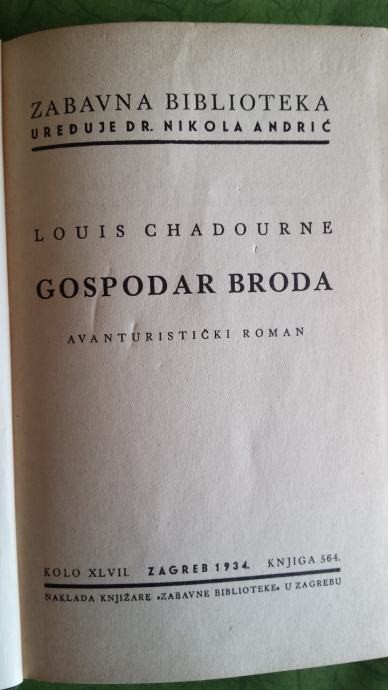 ZABAVNA BIBLIOTEKA
UREĐUJE DR. NIKOLA ANDRIĆ
LOUIS CHADOURNE
GOSPODAR BRODA
AVANTURISTIČKI ROMAN
KOLO XLVII. ZAGREB 1934. KNJIGA 564.
NAKLADA KNJIŽARE »ZABAVNE BIBLIOTEKE« U ZAGREBU